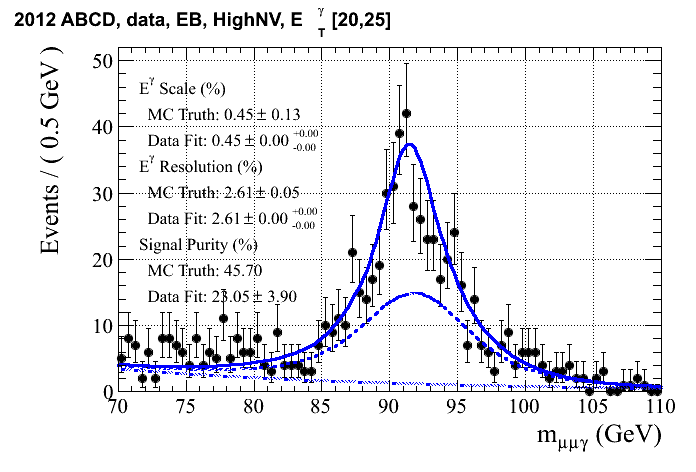 2012 ABCD, data, EB, HighNV, E γ T [20,25]
Events / ( 0.5 GeV )
50
40
30
20
10
0
E^γ Scale (%)
MC Truth: 0.45 ± 0.13
Data Fit: 0.45 ± 0.00 +0.00 -0.00
E^γ Resolution (%)
MC Truth: 2.61 ± 0.05
Data Fit: 2.61 ± 0.00 +0.00 -0.00
Signal Purity (%)
MC Truth: 45.70
Data Fit: 23.05 ± 3.90
70 75 80 85 90 95 100 105 110
m_μμγ (GeV)